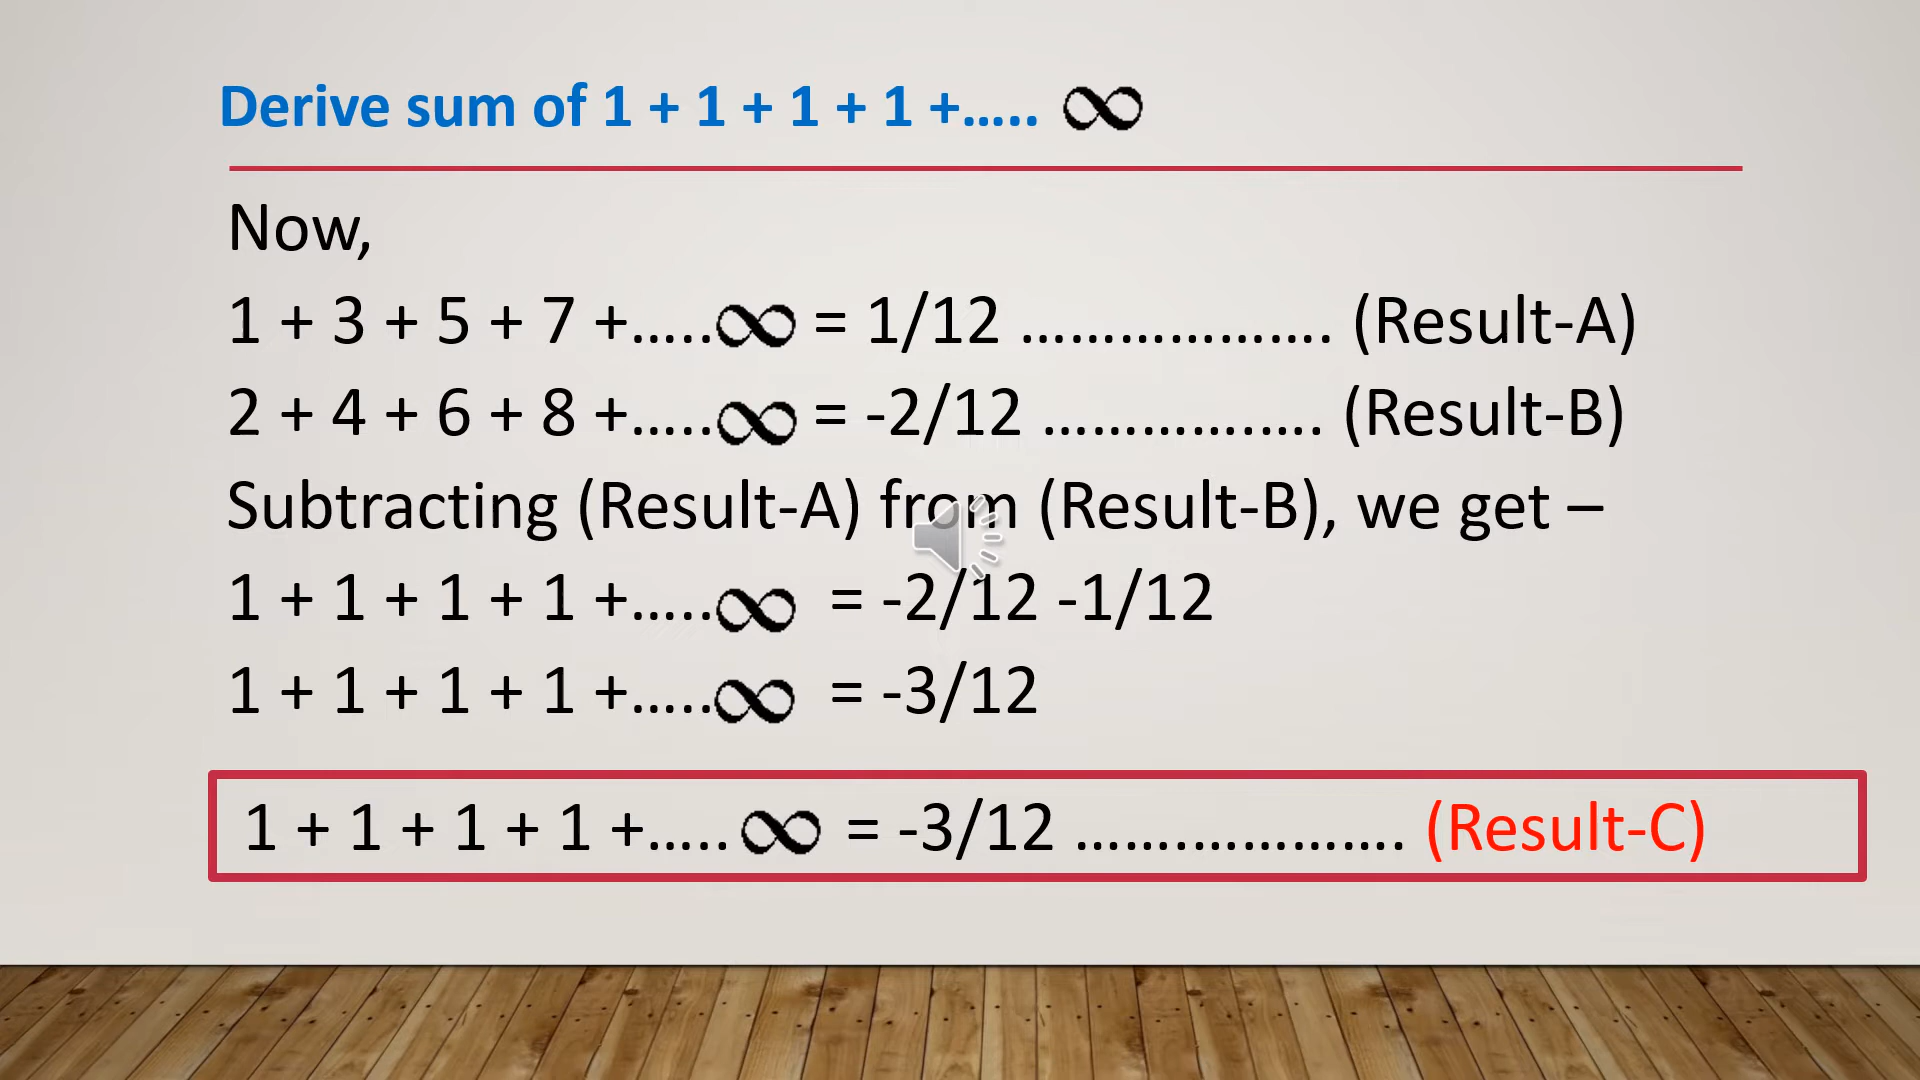 Derive sum of 1 + 1 + 1 + 1 +..... ∞
Now,
1 + 3 + 5 + 7 +.....∞ = 1/12 ................... (Result-A)
2 + 4 + 6 + 8 +.....∞ = -2/12 ................. (Result-B)
Subtracting (Result-A) from (Result-B), we get –
1 + 1 + 1 + 1 +.....∞ = -2/12 -1/12
1 + 1 + 1 + 1 +.....∞ = -3/12
1 + 1 + 1 + 1 +.....∞ = -3/12 .................... (Result-C)